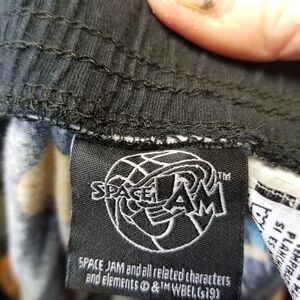 SPACE JAM™
SPACE JAM and all related characters
and elements © & ™ WBEI. (s19)